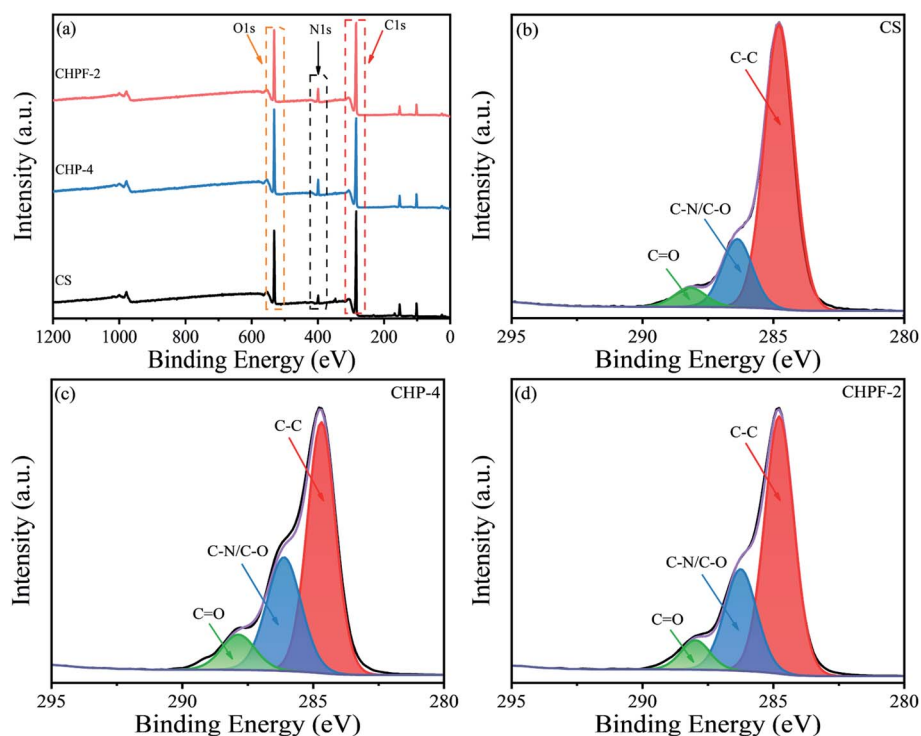 (a)
O1s
N1s
C1s
CHPF-2
CHP-4
CS
Intensity (a.u.)
1200 1000 800 600 400 200 0
Binding Energy (eV)
(b)
CS
C-C
C-N/C-O
C=O
Intensity (a.u.)
295 290 285 280
Binding Energy (eV)
(c)
CHP-4
C-C
C-N/C-O
C=O
Intensity (a.u.)
295 290 285 280
Binding Energy (eV)
(d)
CHPF-2
C-C
C-N/C-O
C=O
Intensity (a.u.)
295 290 285 280
Binding Energy (eV)